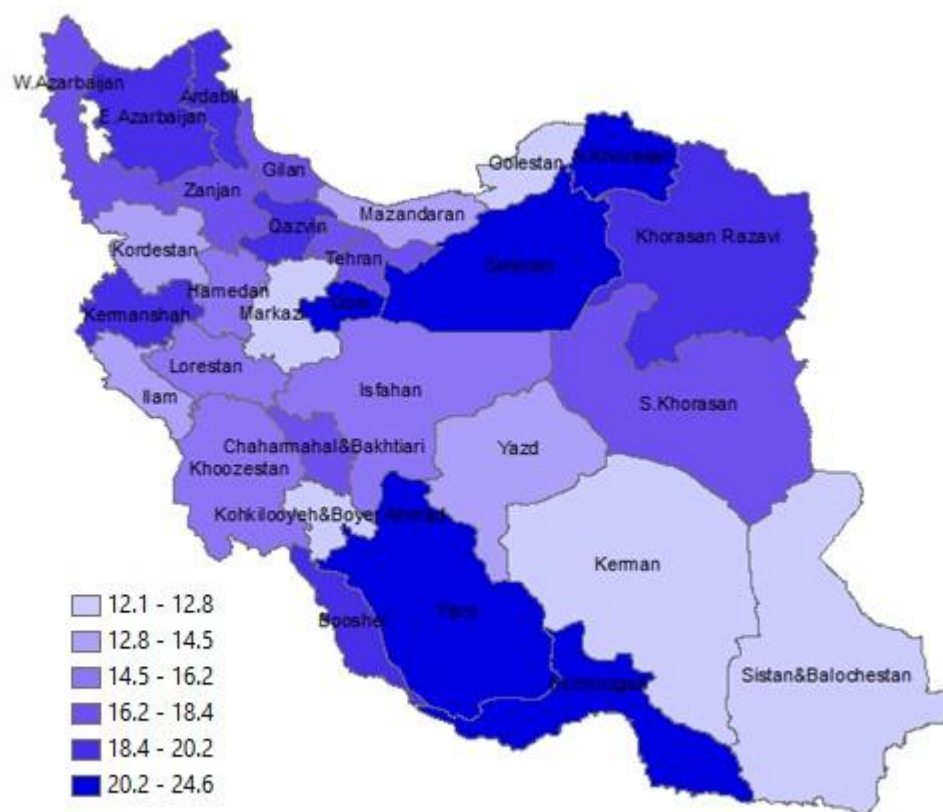 W.Azarbaijan
Ardabil
E.Azarbaijan
Golestan
N.Khorasan
Gilan
Zanjan
Mazandaran
Qazvin
Khorasan Razavi
Kordestan
Tehran
Semnan
Hamedan
Qom
Kermanshah
Markazi
Lorestan
Isfahan
Ilam
S.Khorasan
Chaharmahal&Bakhtiari
Yazd
Khoozestan
Kohkilooyeh&Boyer Ahmad
Kerman
Fars
Boosher
Sistan&Balochestan
12.1 - 12.8
12.8 - 14.5
14.5 - 16.2
16.2 - 18.4
18.4 - 20.2
20.2 - 24.6